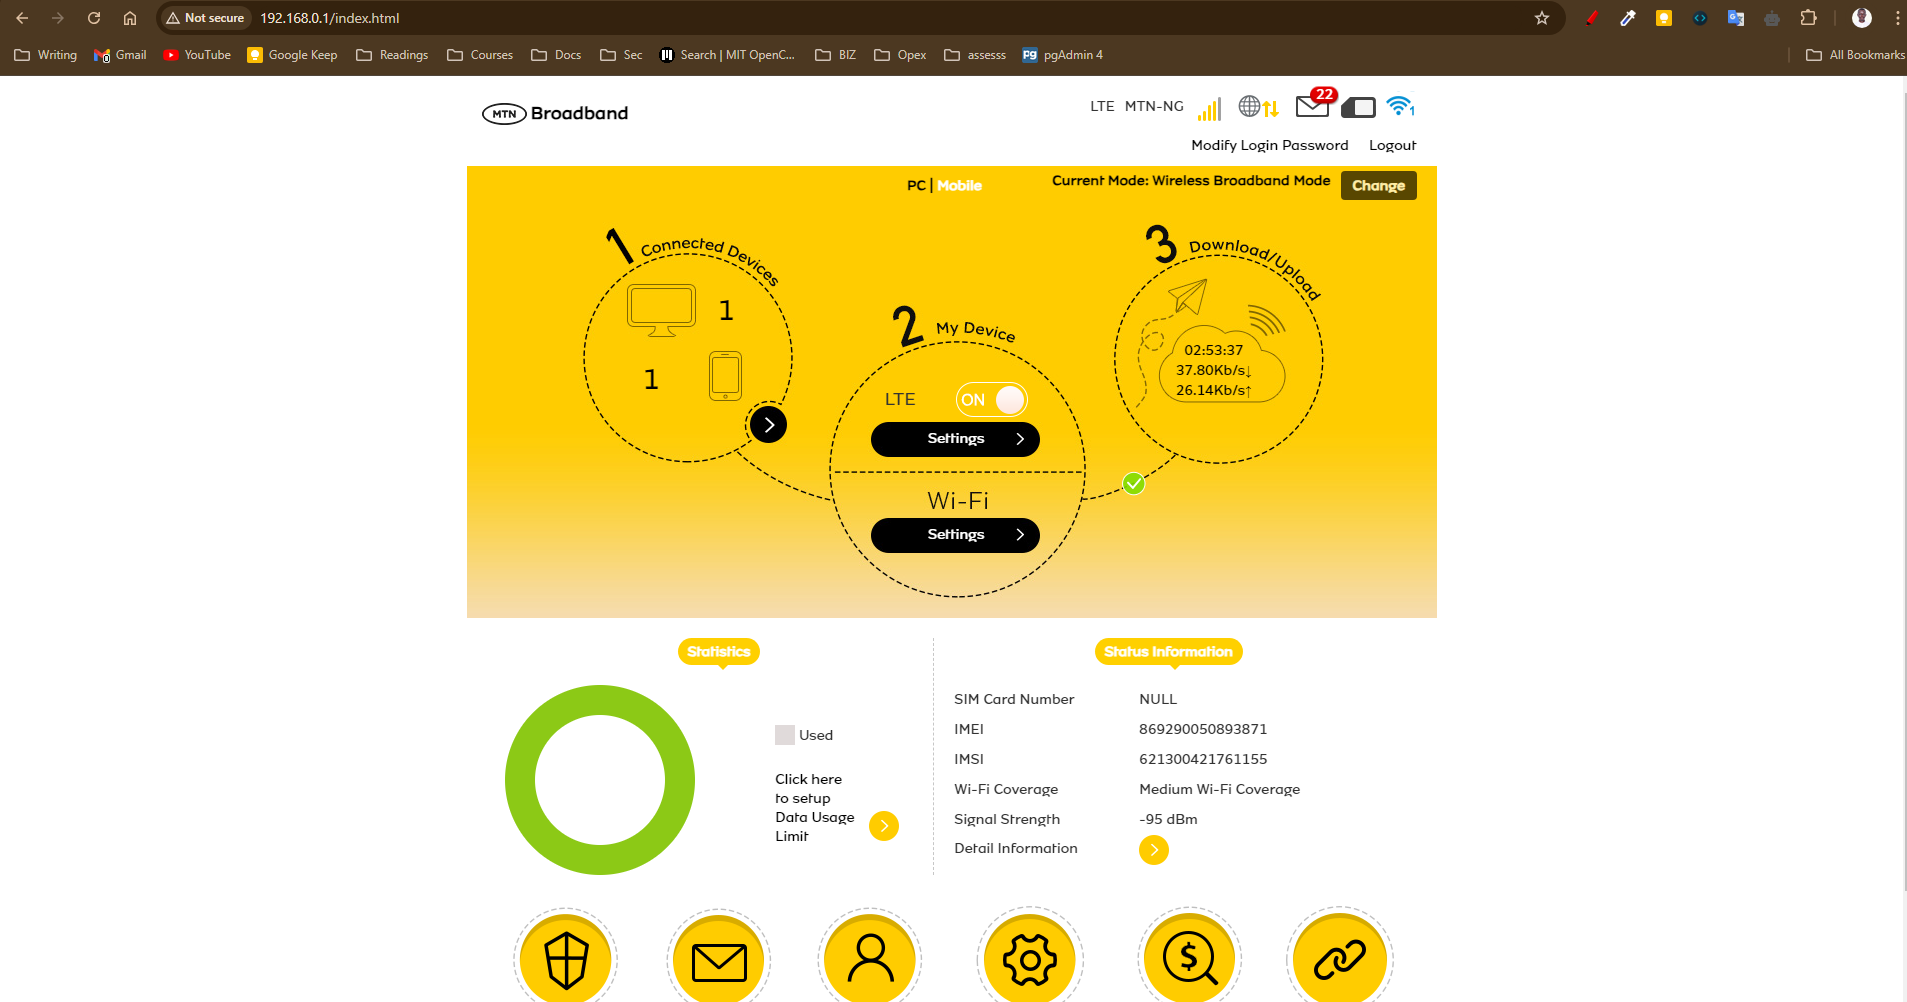 Not secure 192.168.0.1/index.html
Writing Gmail YouTube Google Keep Readings Courses Docs Sec Search | MIT OpenC... BIZ Opex assesss pgAdmin 4 All Bookmarks
MTN Broadband
LTE MTN-NG 22 1
Modify Login Password Logout
PC | Mobile Current Mode: Wireless Broadband Mode Change
1 Connected Devices
1
1
2 My Device
LTE ON
Settings
Wi-Fi
Settings
3 Download/Upload
02:53:37
37.80Kb/s↓
26.14Kb/s↑
Statistics
Used
Click here
to setup
Data Usage
Limit
Status Information
SIM Card Number NULL
IMEI 869290050893871
IMSI 621300421761155
Wi-Fi Coverage Medium Wi-Fi Coverage
Signal Strength -95 dBm
Detail Information